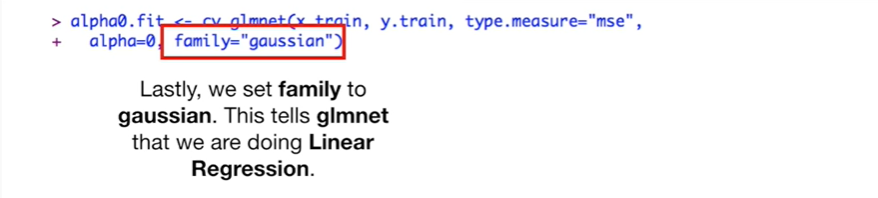 > alpha0.fit <- cv.glmnet(x.train, y.train, type.measure="mse",
+ alpha=0, family="gaussian")
Lastly, we set family to
gaussian. This tells glmnet
that we are doing Linear
Regression.